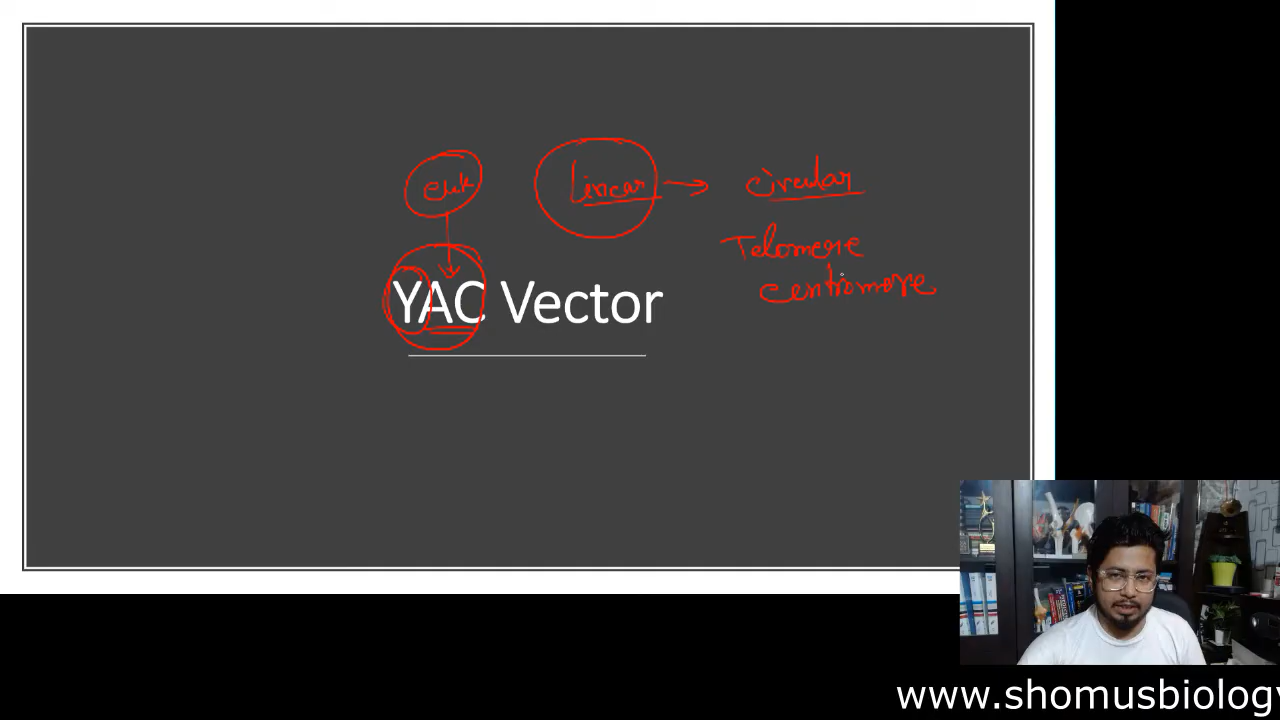 euk Linear → circular
Telomere
centromere
YAC Vector
www.shomusbiology